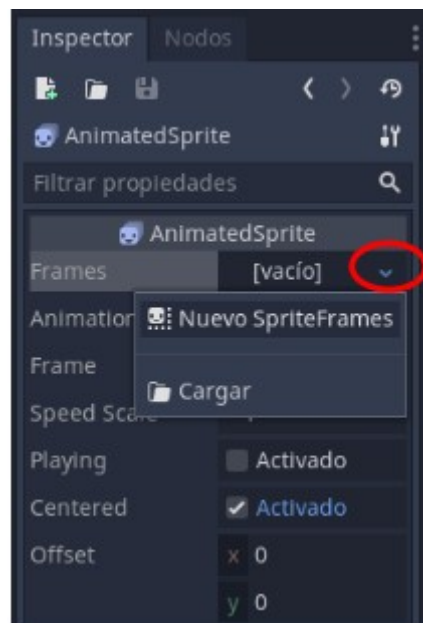 Inspector Nodos
AnimatedSprite
Filtrar propiedades
AnimatedSprite
Frames [vacío]
Animation Nuevo SpriteFrames
Frame
Cargar
Speed Scale
Playing Activado
Centered Activado
Offset x 0
y 0